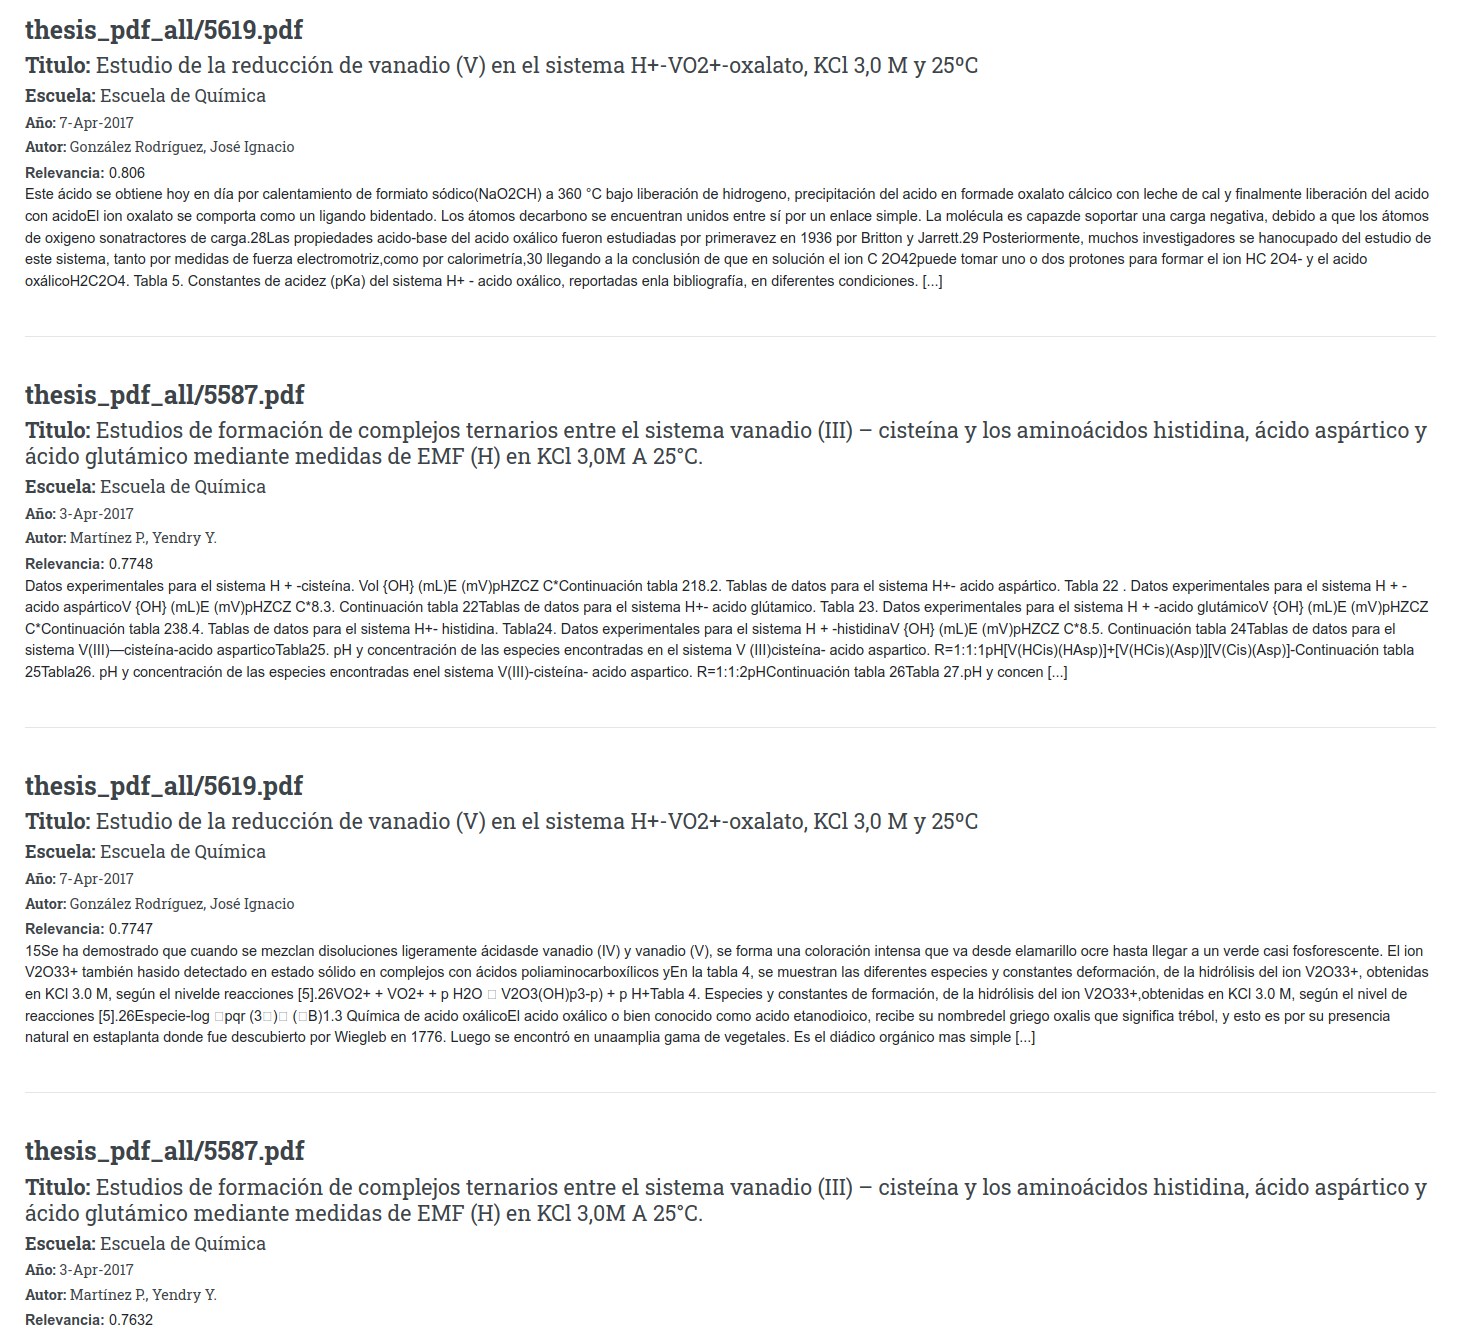 thesis_pdf_all/5619.pdf
Titulo: Estudio de la reducción de vanadio (V) en el sistema H+-VO2+-oxalato, KCl 3,0 M y 25ºC
Escuela: Escuela de Química
Año: 7-Apr-2017
Autor: González Rodríguez, José Ignacio
Relevancia: 0.806
Este ácido se obtiene hoy en día por calentamiento de formiato sódico(NaO2CH) a 360 °C bajo liberación de hidrogeno, precipitación del acido en formade oxalato cálcico con leche de cal y finalmente liberación del acido
con acidoEl ion oxalato se comporta como un ligando bidentado. Los átomos decarbono se encuentran unidos entre sí por un enlace simple. La molécula es capazde soportar una carga negativa, debido a que los átomos
de oxigeno sonatractores de carga.28Las propiedades acido-base del acido oxálico fueron estudiadas por primeravez en 1936 por Britton y Jarrett.29 Posteriormente, muchos investigadores se hanocupado del estudio de
este sistema, tanto por medidas de fuerza electromotriz,como por calorimetría,30 llegando a la conclusión de que en solución el ion C 2O42puede tomar uno o dos protones para formar el ion HC 2O4- y el acido
oxálicoH2C2O4. Tabla 5. Constantes de acidez (pKa) del sistema H+ - acido oxálico, reportadas enla bibliografía, en diferentes condiciones. [...]
thesis_pdf_all/5587.pdf
Titulo: Estudios de formación de complejos ternarios entre el sistema vanadio (III) – cisteína y los aminoácidos histidina, ácido aspártico y
ácido glutámico mediante medidas de EMF (H) en KCl 3,0M A 25°C.
Escuela: Escuela de Química
Año: 3-Apr-2017
Autor: Martínez P., Yendry Y.
Relevancia: 0.7748
Datos experimentales para el sistema H + -cisteína. Vol {OH} (mL)E (mV)pHZCZ C*Continuación tabla 218.2. Tablas de datos para el sistema H+- acido aspártico. Tabla 22 . Datos experimentales para el sistema H + -
acido aspárticoV {OH} (mL)E (mV)pHZCZ C*8.3. Continuación tabla 22Tablas de datos para el sistema H+- acido glútamico. Tabla 23. Datos experimentales para el sistema H + -acido glutámicoV {OH} (mL)E (mV)pHZCZ
C*Continuación tabla 238.4. Tablas de datos para el sistema H+- histidina. Tabla24. Datos experimentales para el sistema H + -histidinaV {OH} (mL)E (mV)pHZCZ C*8.5. Continuación tabla 24Tablas de datos para el
sistema V(III)—cisteína-acido asparticoTabla25. pH y concentración de las especies encontradas en el sistema V (III)cisteína- acido aspartico. R=1:1:1pH[V(HCis)(HAsp)]+[V(HCis)(Asp)][V(Cis)(Asp)]-Continuación tabla
25Tabla26. pH y concentración de las especies encontradas enel sistema V(III)-cisteína- acido aspartico. R=1:1:2pHContinuación tabla 26Tabla 27.pH y concen [...]
thesis_pdf_all/5619.pdf
Titulo: Estudio de la reducción de vanadio (V) en el sistema H+-VO2+-oxalato, KCl 3,0 M y 25ºC
Escuela: Escuela de Química
Año: 7-Apr-2017
Autor: González Rodríguez, José Ignacio
Relevancia: 0.7747
15Se ha demostrado que cuando se mezclan disoluciones ligeramente ácidasde vanadio (IV) y vanadio (V), se forma una coloración intensa que va desde elamarillo ocre hasta llegar a un verde casi fosforescente. El ion
V2O33+ también hasido detectado en estado sólido en complejos con ácidos poliaminocarboxílicos yEn la tabla 4, se muestran las diferentes especies y constantes deformación, de la hidrólisis del ion V2O33+, obtenidas
en KCl 3.0 M, según el nivelde reacciones [5].26VO2+ + VO2+ + p H2O □ V2O3(OH)p3-p) + p H+Tabla 4. Especies y constantes de formación, de la hidrólisis del ion V2O33+,obtenidas en KCl 3.0 M, según el nivel de
reacciones [5].26Especie-log □pqr (3□)□ (□B)1.3 Química de acido oxálicoEl acido oxálico o bien conocido como acido etanodioico, recibe su nombredel griego oxalis que significa trébol, y esto es por su presencia
natural en estaplanta donde fue descubierto por Wiegleb en 1776. Luego se encontró en unaamplia gama de vegetales. Es el diádico orgánico mas simple [...]
thesis_pdf_all/5587.pdf
Titulo: Estudios de formación de complejos ternarios entre el sistema vanadio (III) – cisteína y los aminoácidos histidina, ácido aspártico y
ácido glutámico mediante medidas de EMF (H) en KCl 3,0M A 25°C.
Escuela: Escuela de Química
Año: 3-Apr-2017
Autor: Martínez P., Yendry Y.
Relevancia: 0.7632